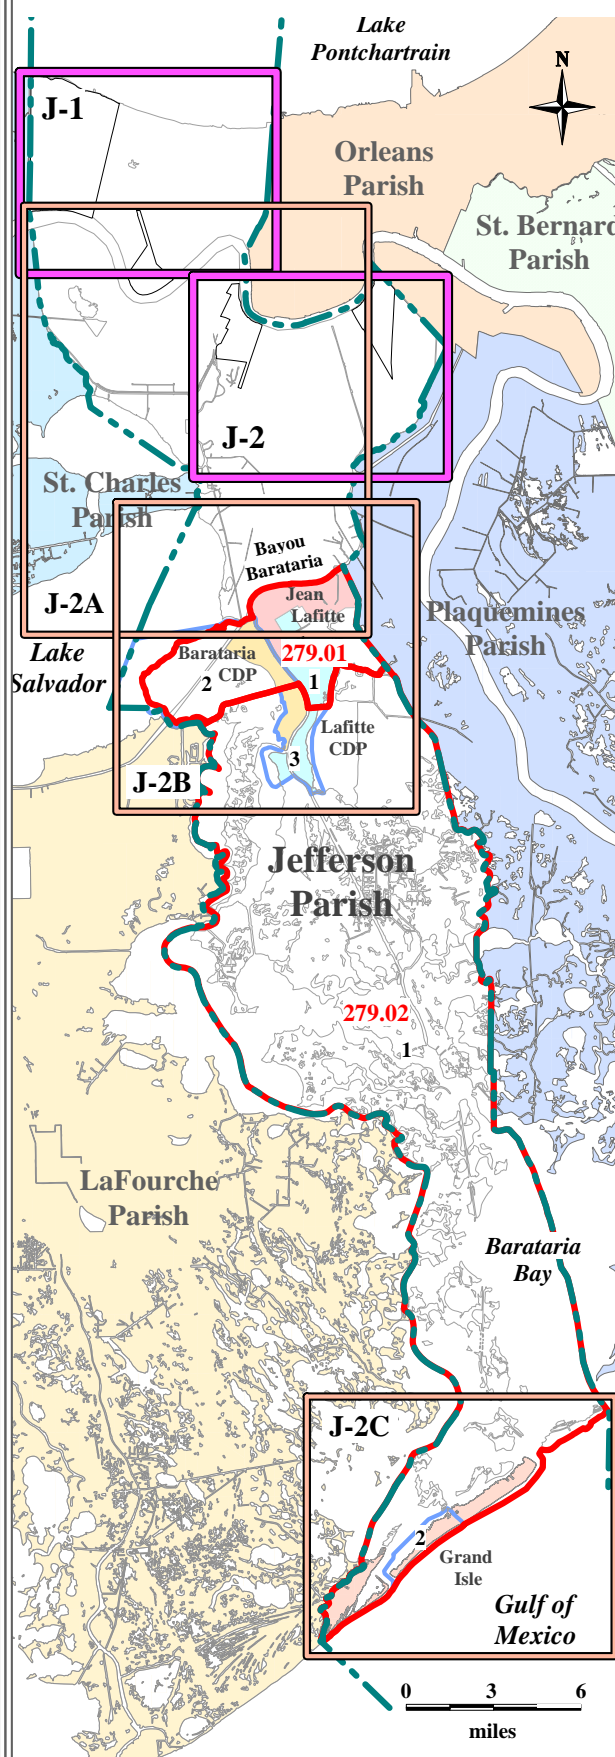 Lake
Pontchartrain
N
J-1
Orleans
Parish
St. Bernard
Parish
J-2
St. Charles
Parish
Bayou
Barataria
J-2A
Jean
Lafitte
Plaquemines
Parish
Lake
Salvador
Barataria
CDP
2
279.01
1
Lafitte
CDP
3
J-2B
Jefferson
Parish
279.02
1
LaFourche
Parish
Barataria
Bay
J-2C
2
Grand
Isle
Gulf of
Mexico
0 3 6
miles